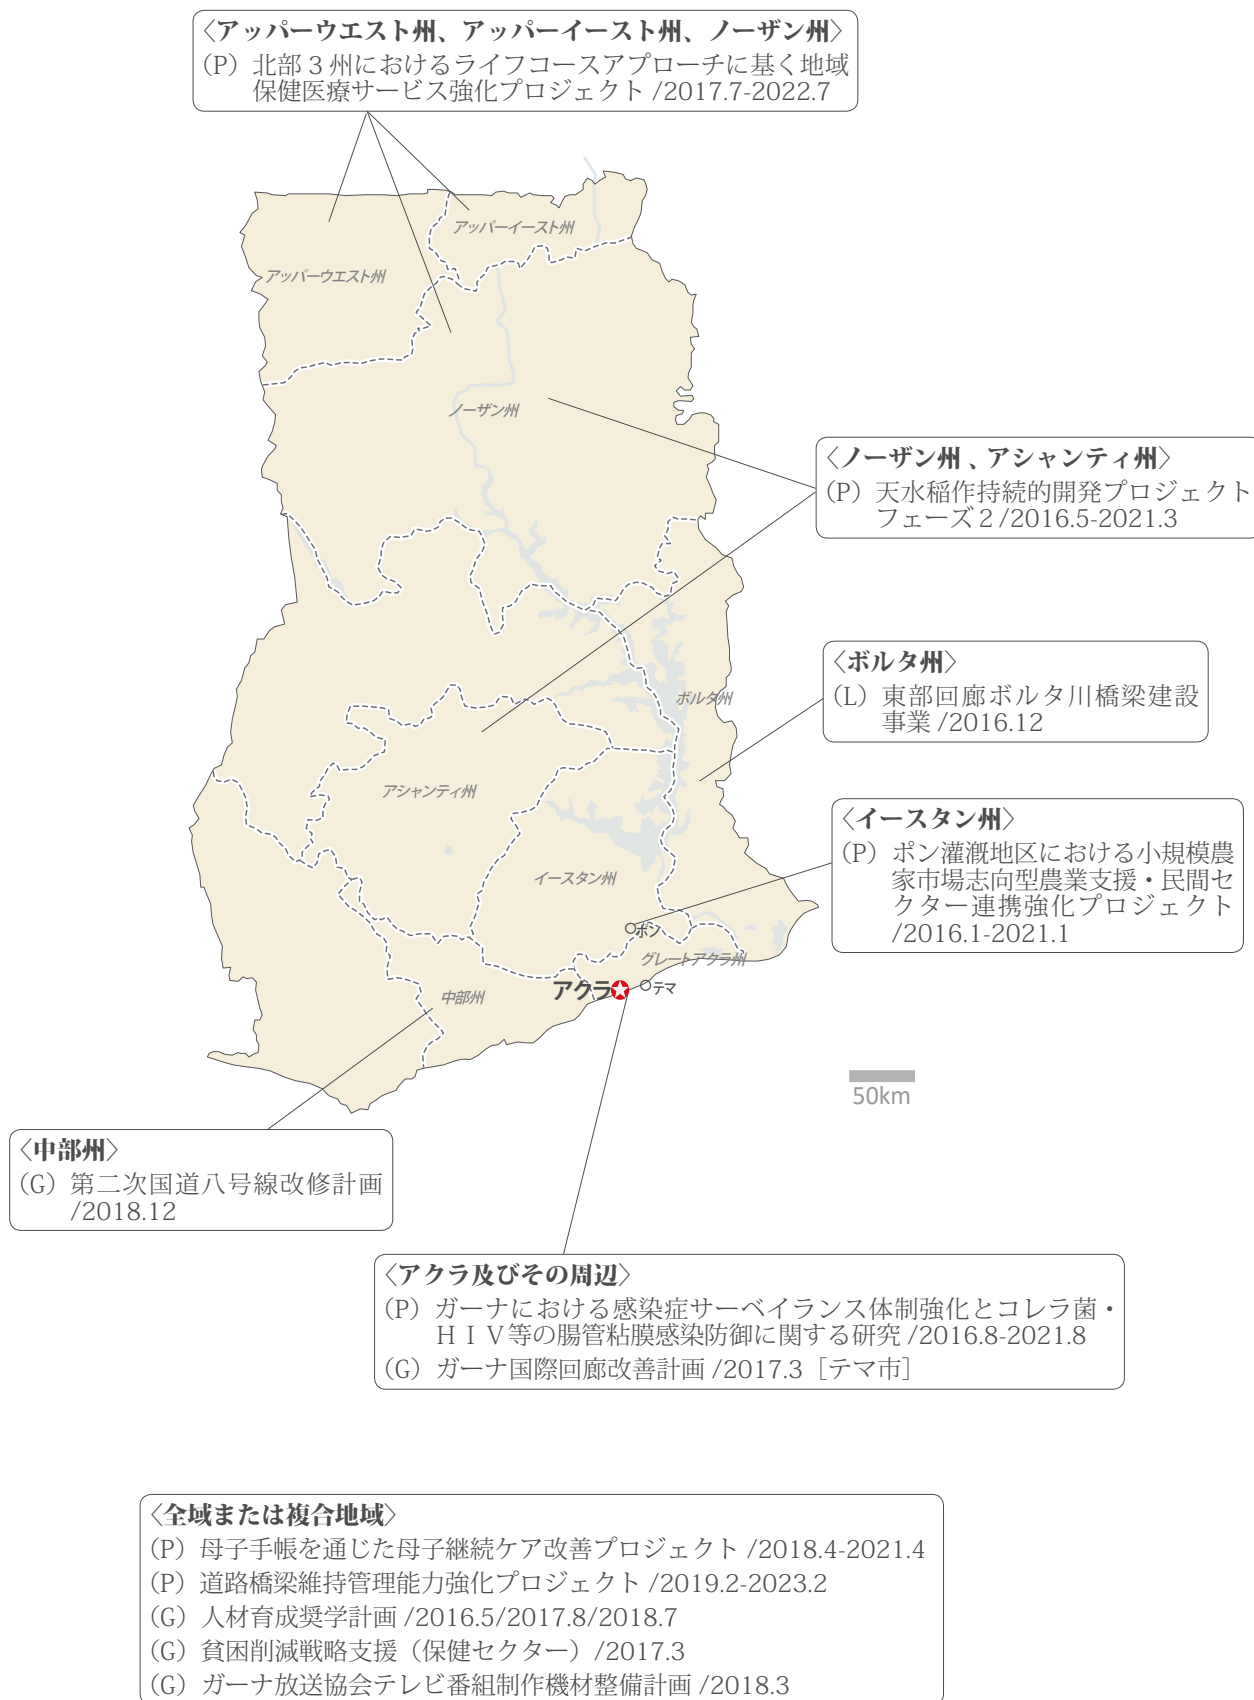 〈アッパーウエスト州、アッパーイースト州、ノーザン州〉
(P) 北部３州におけるライフコースアプローチに基く地域
保健医療サービス強化プロジェクト /2017.7-2022.7
アッパーイースト州
アッパーウエスト州
ノーザン州
〈ノーザン州、アシャンティ州〉
(P) 天水稲作持続的開発プロジェクト
フェーズ２/2016.5-2021.3
〈ボルタ州〉
(L) 東部回廊ボルタ川橋梁建設
事業 /2016.12
ボルタ州
アシャンティ州
〈イースタン州〉
(P) ポン灌漑地区における小規模農
家市場志向型農業支援・民間セ
クター連携強化プロジェクト
/2016.1-2021.1
イースタン州
ポン
グレートアクラ州
アクラ
テマ
中部州
50km
〈中部州〉
(G) 第二次国道八号線改修計画
/2018.12
〈アクラ及びその周辺〉
(P) ガーナにおける感染症サーベイランス体制強化とコレラ菌・
ＨＩＶ等の腸管粘膜感染防御に関する研究 /2016.8-2021.8
(G) ガーナ国際回廊改善計画 /2017.3［テマ市］
〈全域または複合地域〉
(P) 母子手帳を通じた母子継続ケア改善プロジェクト /2018.4-2021.4
(P) 道路橋梁維持管理能力強化プロジェクト /2019.2-2023.2
(G) 人材育成奨学計画 /2016.5/2017.8/2018.7
(G) 貧困削減戦略支援（保健セクター）/2017.3
(G) ガーナ放送協会テレビ番組制作機材整備計画 /2018.3